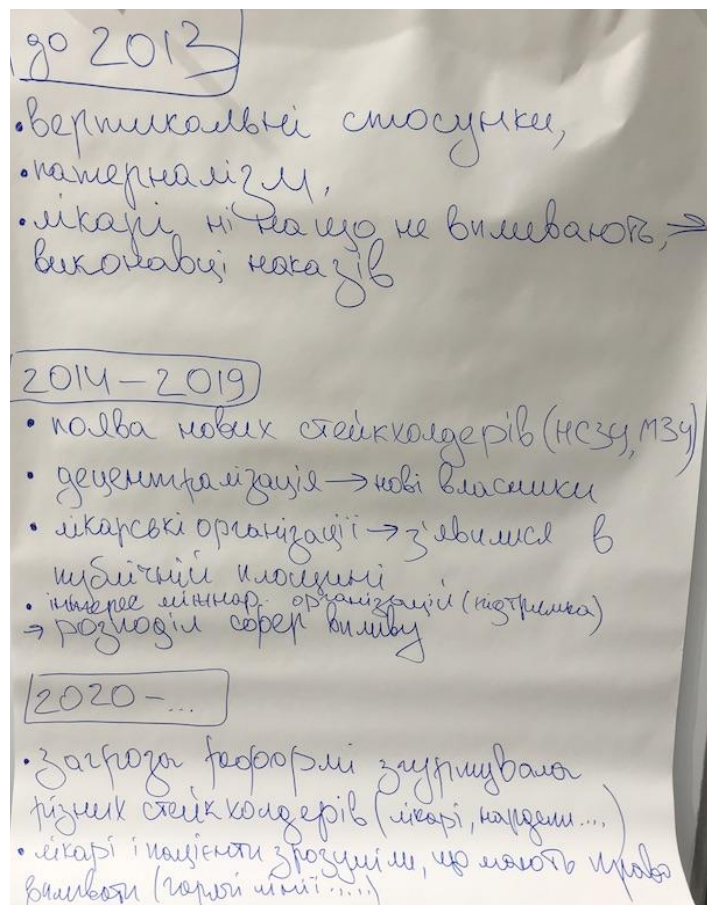 до 2013
• вертикальні стосунки,
• патерналізм,
• лікарі ні на що не впливають, →
виконавці наказів
2014 – 2019
• поява нових стейкхолдерів (НСЗУ, МЗУ)
• децентралізація → нові власники
• лікарські організації → з'явилися в
публічній площині
• інтерес міжнар. організацій (підтримка)
→ розподіл сфер впливу
2020 - ...
• загроза реформі згуртувала
різних стейкхолдерів (лікарі, нардепи....)
• лікарі і пацієнти зрозуміли, що мають право
впливати (гарячі лінії .....)